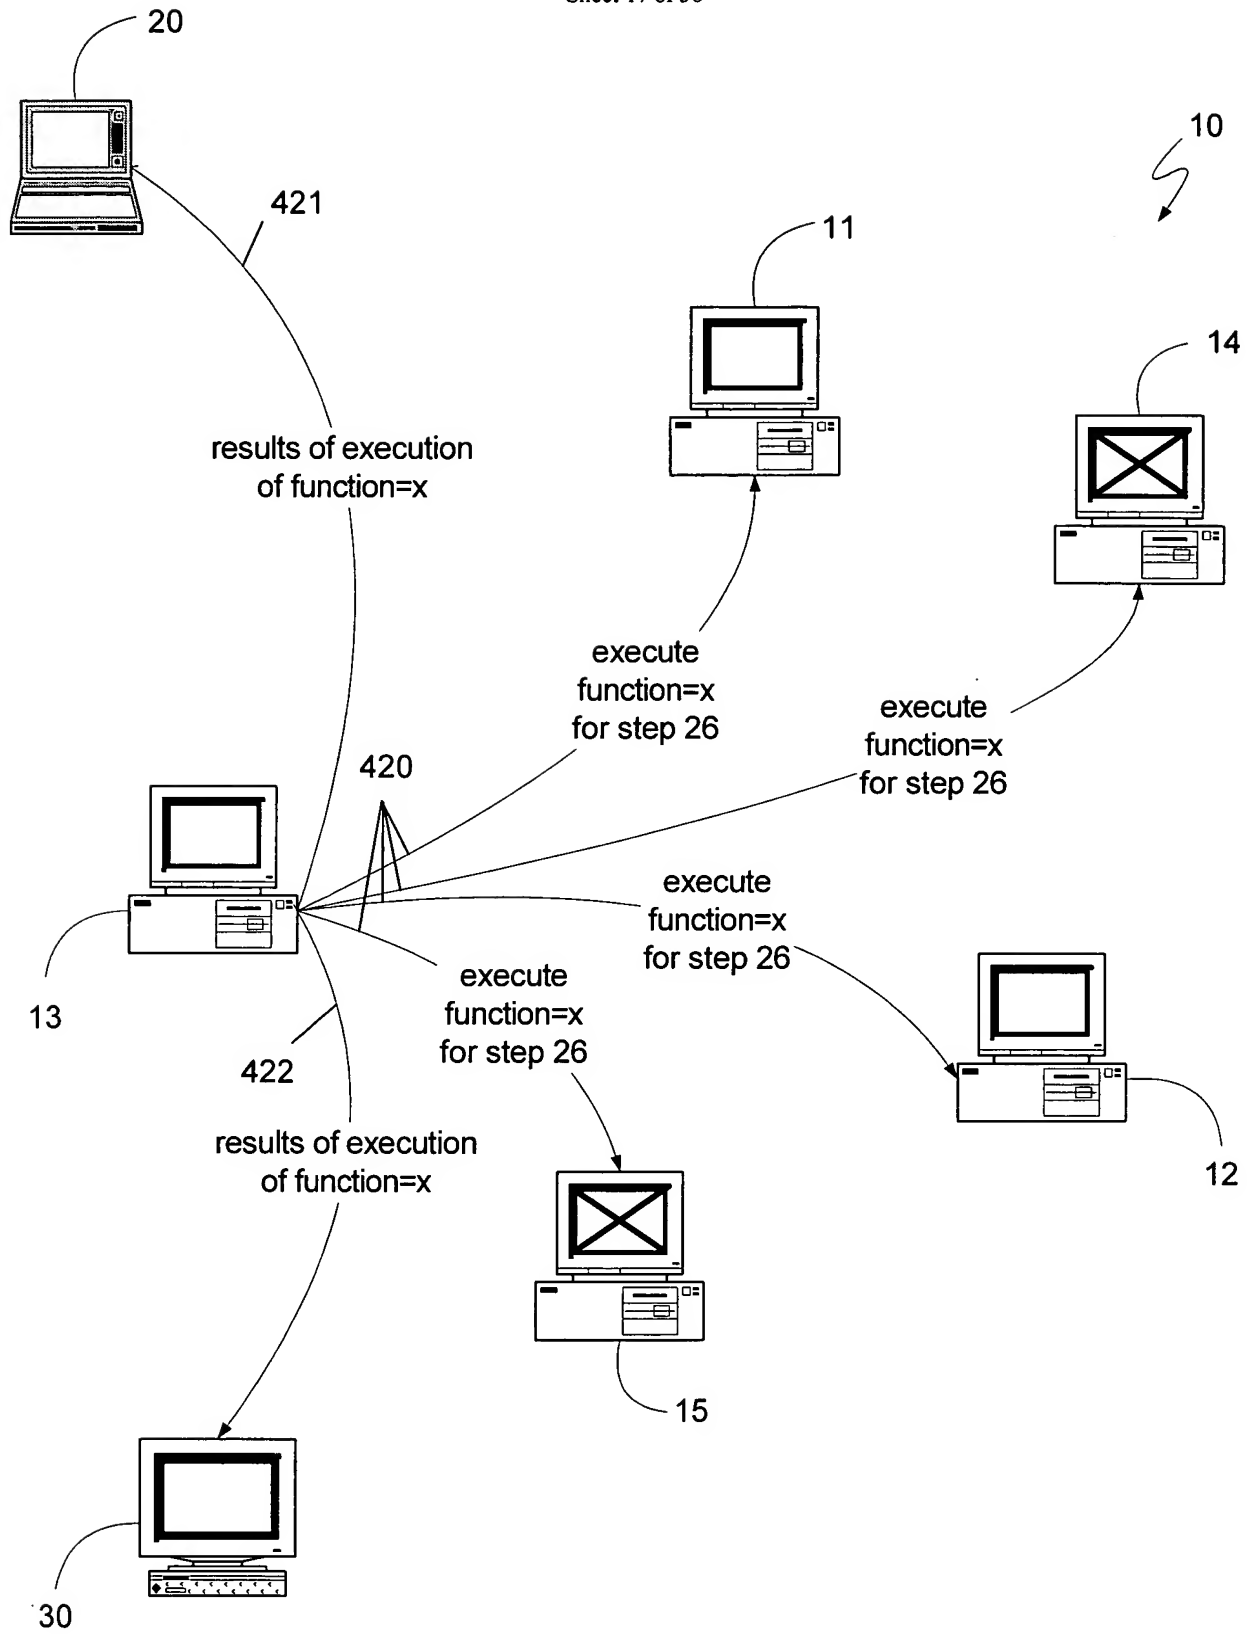 20
10
421
11
14
results of execution
of function=x
execute
function=x
for step 26
execute
function=x
for step 26
420
execute
function=x
for step 26
execute
function=x
for step 26
13
422
12
results of execution
of function=x
15
30